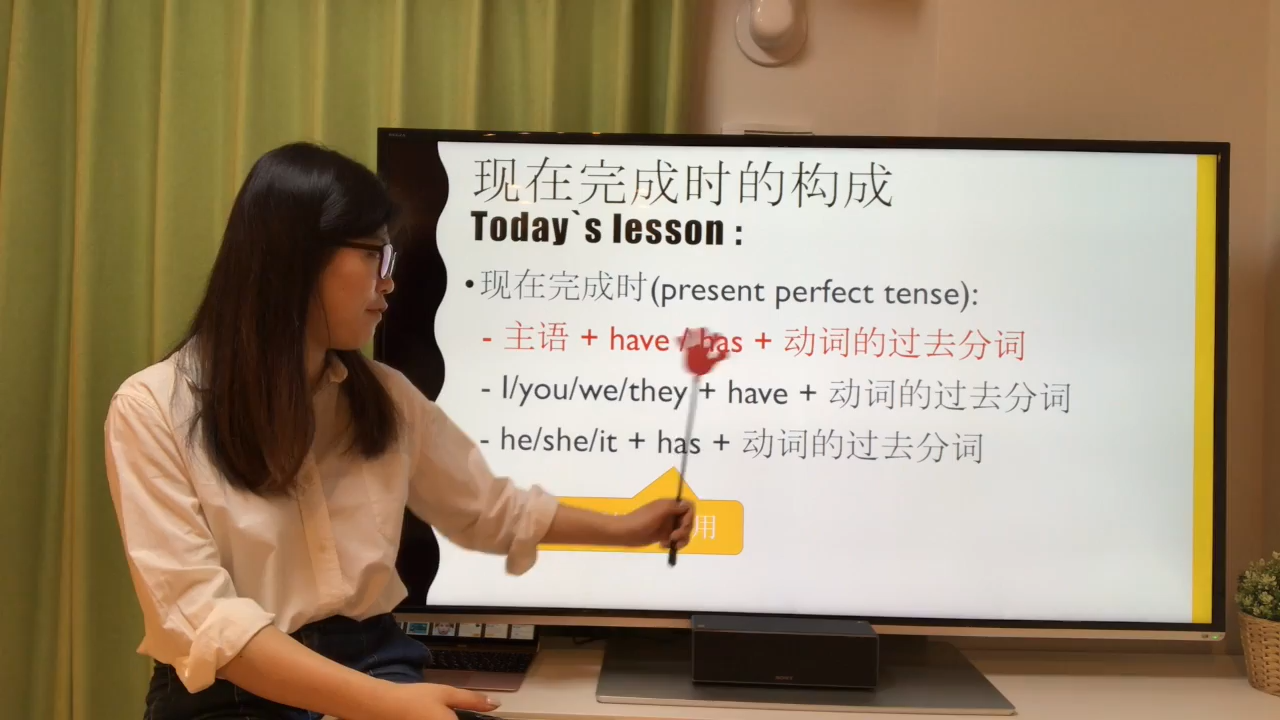 现在完成时的构成
Today`s lesson :
•现在完成时(present perfect tense):
- 主语 + have / has + 动词的过去分词
- I/you/we/they + have + 动词的过去分词
- he/she/it + has + 动词的过去分词
用